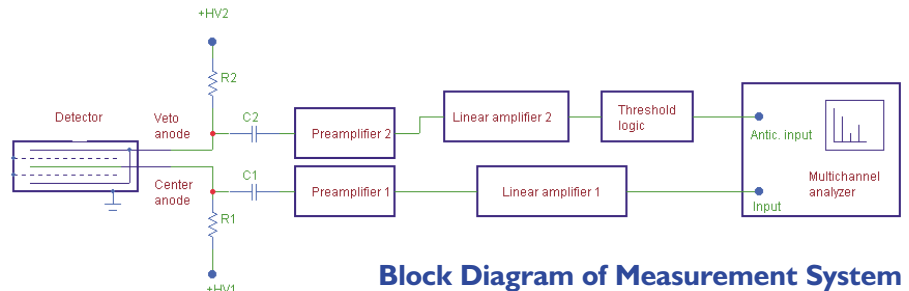 +HV2
R2
Detector
Veto
anode
C2
Preamplifier 2
Linear amplifier 2
Threshold
logic
Antic. input
Center
anode
C1
Preamplifier 1
Linear amplifier 1
Multichannel
analyzer
Input
R1
+HV1
Block Diagram of Measurement System